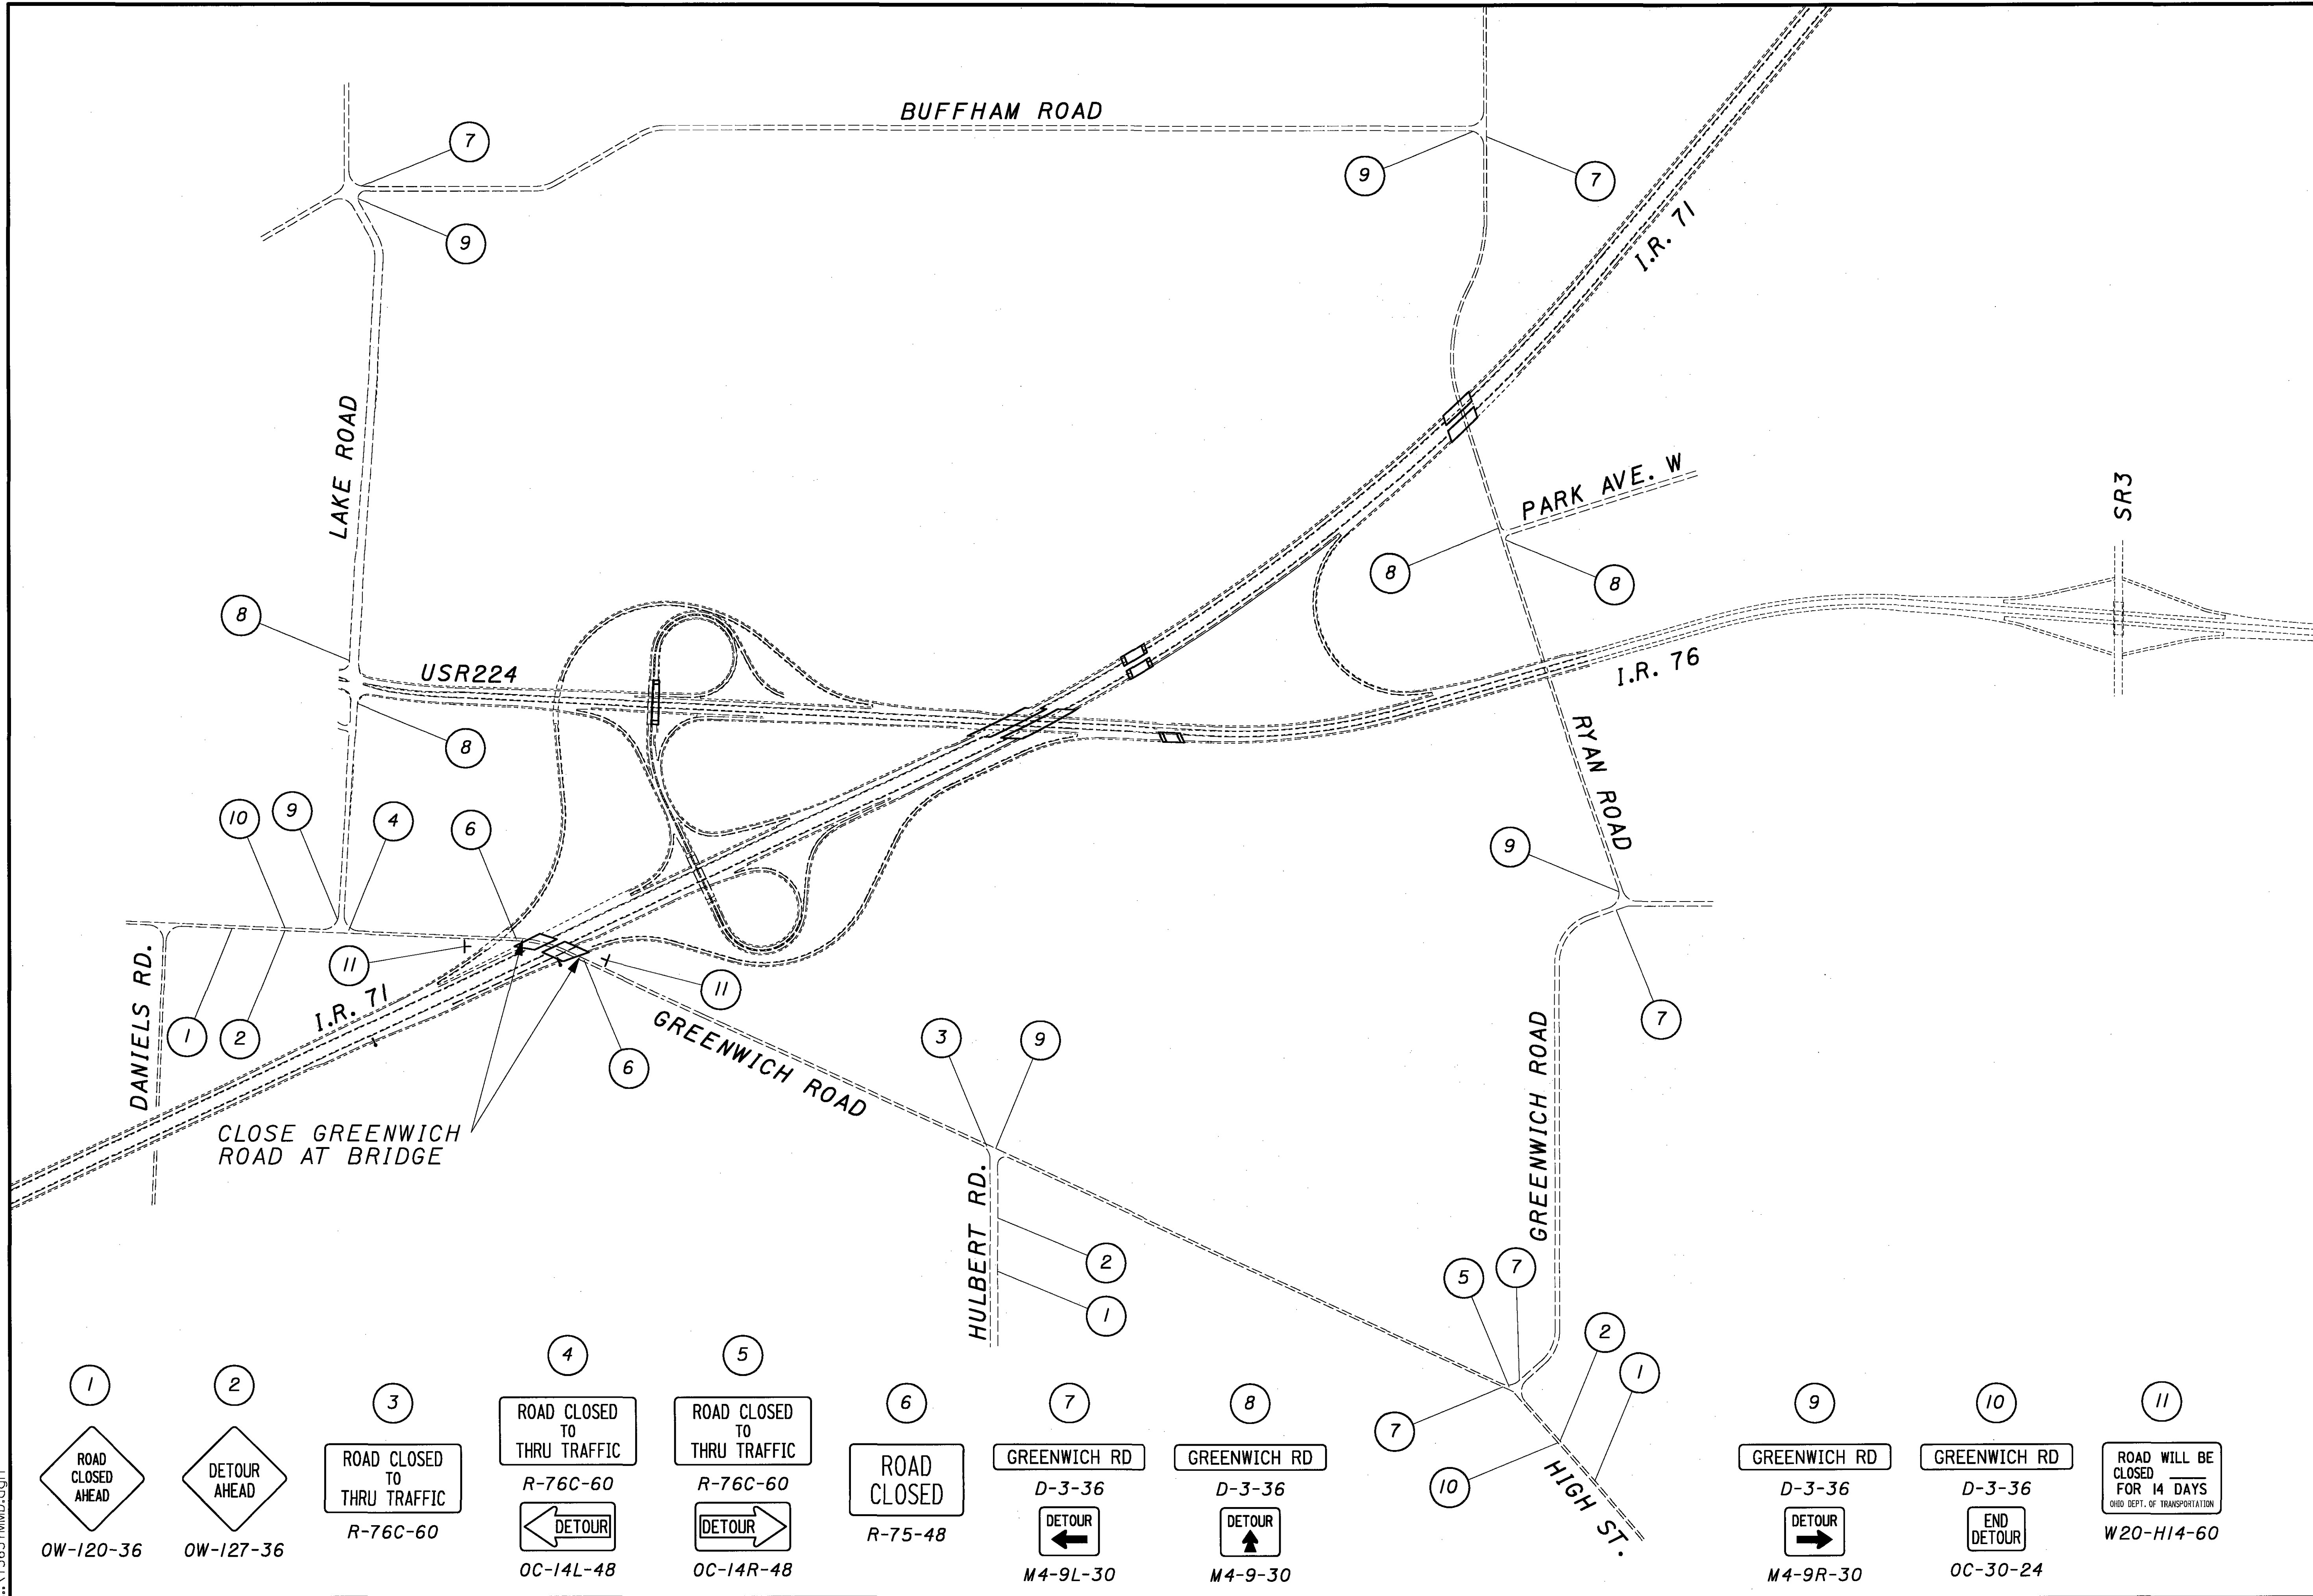 BUFFHAM ROAD
7
9
9
7
I.R. 71
LAKE ROAD
PARK AVE. W
SR3
8
8
8
USR224
I.R. 76
8
RYAN ROAD
10
9
4
6
9
11
11
DANIELS RD.
I.R. 71
1
2
GREENWICH ROAD
6
3
9
7
GREENWICH ROAD
CLOSE GREENWICH
ROAD AT BRIDGE
HULBERT RD.
2
1
5
7
2
1
7
10
HIGH ST.
1
ROAD
CLOSED
AHEAD
OW-120-36
2
DETOUR
AHEAD
OW-127-36
3
ROAD CLOSED
TO
THRU TRAFFIC
R-76C-60
4
ROAD CLOSED
TO
THRU TRAFFIC
R-76C-60
DETOUR
OC-14L-48
5
ROAD CLOSED
TO
THRU TRAFFIC
R-76C-60
DETOUR
OC-14R-48
6
ROAD
CLOSED
R-75-48
7
GREENWICH RD
D-3-36
DETOUR
M4-9L-30
8
GREENWICH RD
D-3-36
DETOUR
M4-9-30
9
GREENWICH RD
D-3-36
DETOUR
M4-9R-30
10
GREENWICH RD
D-3-36
END
DETOUR
OC-30-24
11
ROAD WILL BE
CLOSED ____
FOR 14 DAYS
OHIO DEPT. OF TRANSPORTATION
W20-H14-60